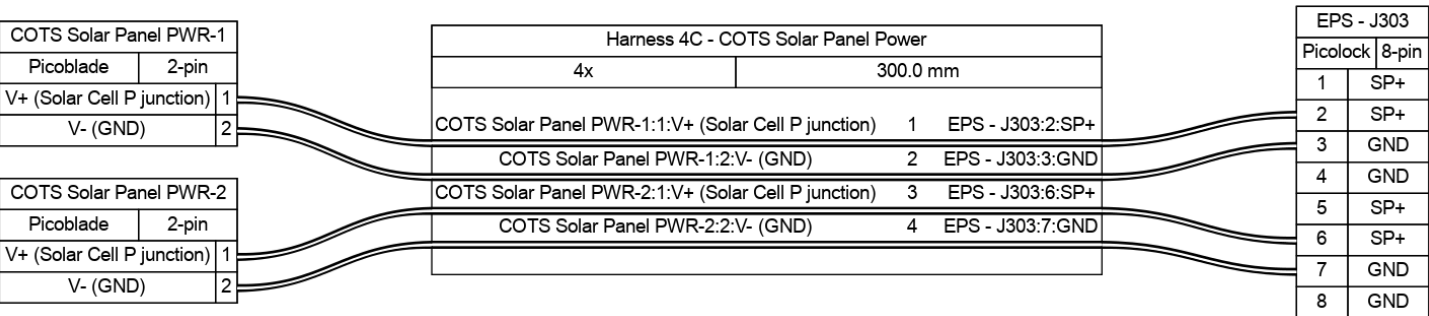 COTS Solar Panel PWR-1
Picoblade 2-pin
V+ (Solar Cell P junction) 1
V- (GND) 2
COTS Solar Panel PWR-2
Picoblade 2-pin
V+ (Solar Cell P junction) 1
V- (GND) 2
Harness 4C - COTS Solar Panel Power
4x 300.0 mm
COTS Solar Panel PWR-1:1:V+ (Solar Cell P junction) 1 EPS - J303:2:SP+
COTS Solar Panel PWR-1:2:V- (GND) 2 EPS - J303:3:GND
COTS Solar Panel PWR-2:1:V+ (Solar Cell P junction) 3 EPS - J303:6:SP+
COTS Solar Panel PWR-2:2:V- (GND) 4 EPS - J303:7:GND
EPS - J303
Picolock 8-pin
1 SP+
2 SP+
3 GND
4 GND
5 SP+
6 SP+
7 GND
8 GND